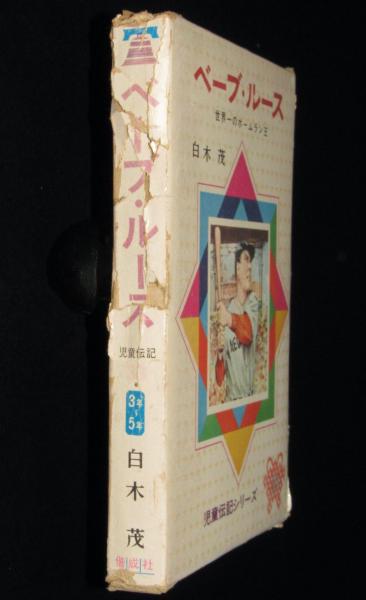 ベーブ・ルース
児童伝記
3年~5年
白木 茂
偕成社
ベーブ・ルース
世界一のホームラン王
白木 茂
NEW
児童伝記シリーズ